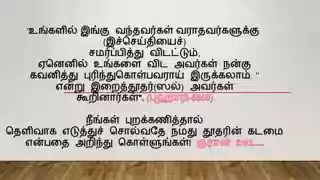 'உங்களில் இங்கு வந்தவர்கள் வராதவர்களுக்கு
(இச்செய்தியைச்)
சமர்ப்பித்து விடட்டும்,
ஏனெனில் உங்களை விட அவர்கள் நன்கு
கவனித்து புரிந்துகொள்பவராய் இருக்கலாம். "
என்று இறைத்தூதர்(ஸல்) அவர்கள்
கூறினார்கள்". (புஹாரி
நீங்கள் புறக்கணித்தால்
தெளிவாக எடுத்துச் சொல்வதே நமது தூதரின் கடமை
என்பதை அறிந்து கொள்ளுங்கள்! குரான்